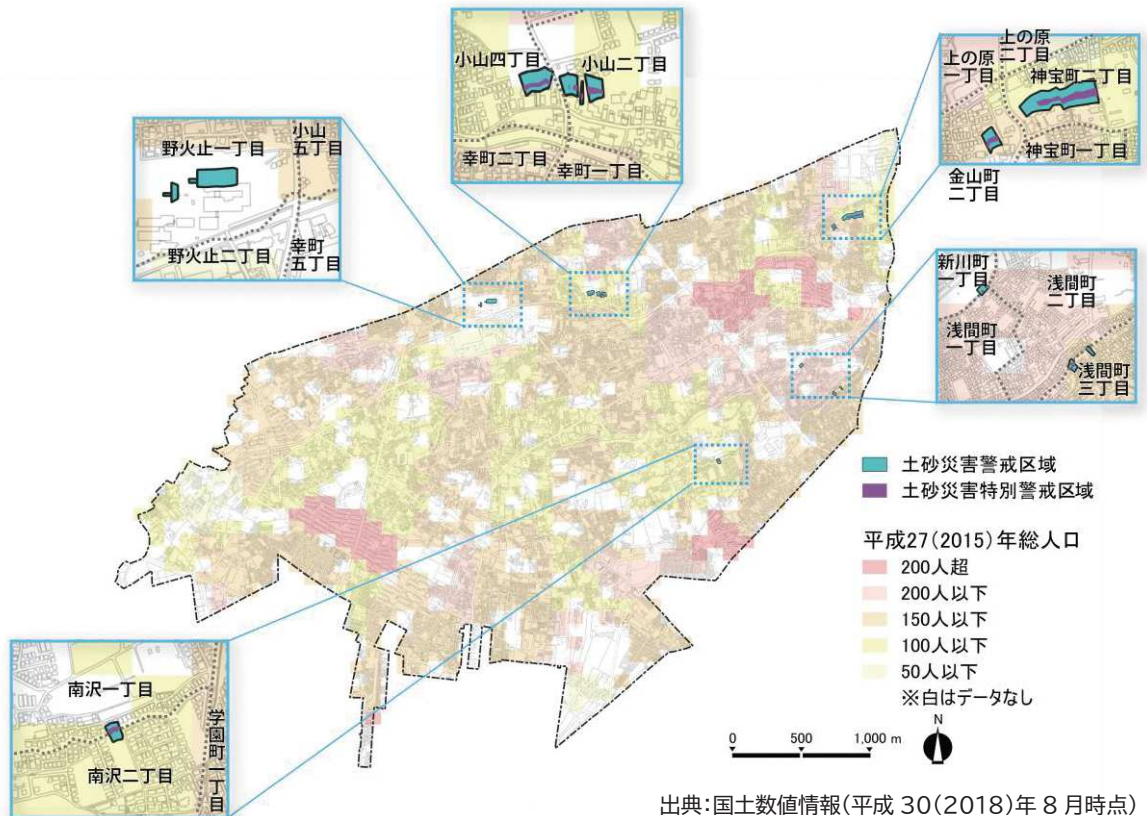 小山四丁目
小山二丁目
幸町二丁目
幸町一丁目
上の原
二丁目
上の原
一丁目
神宝町二丁目
神宝町一丁目
金山町
二丁目
野火止一丁目
小山
五丁目
野火止二丁目
幸町
五丁目
新川町
一丁目
浅間町
二丁目
浅間町
一丁目
浅間町
三丁目
南沢一丁目
南沢二丁目
学園町一丁目
土砂災害警戒区域
土砂災害特別警戒区域
平成27(2015)年総人口
200人超
200人以下
150人以下
100人以下
50人以下
※白はデータなし
0 500 1,000 m
N
出典:国土数値情報(平成 30(2018)年 8 月時点)